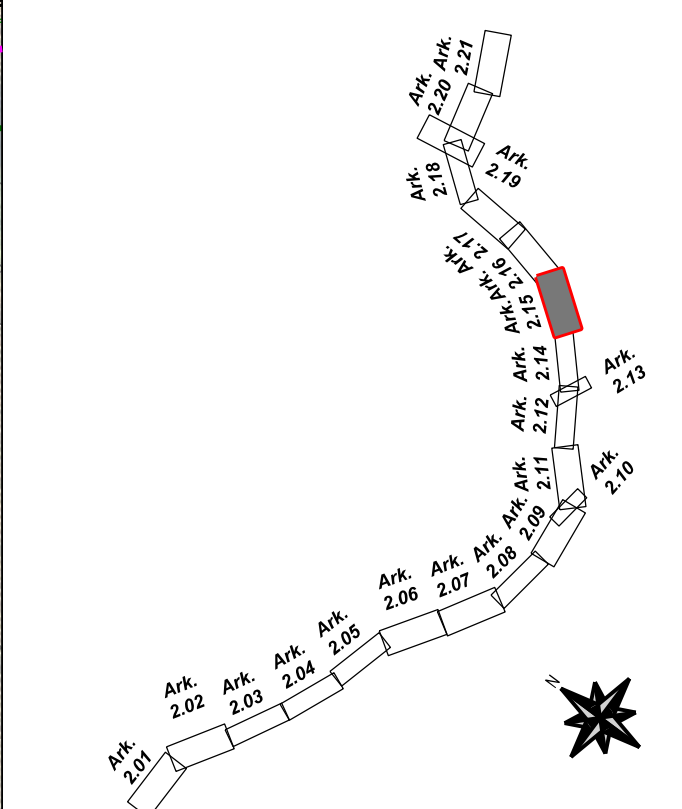 Ark.
2.21
Ark.
2.20
Ark.
2.19
Ark.
2.18
Ark.
2.17
Ark.
2.16
Ark.
2.15
Ark.
2.14
Ark.
2.13
Ark.
2.12
Ark.
2.11
Ark.
2.10
Ark.
2.09
Ark.
2.08
Ark.
2.07
Ark.
2.06
Ark.
2.05
Ark.
2.04
Ark.
2.03
Ark.
2.02
Ark.
2.01
N